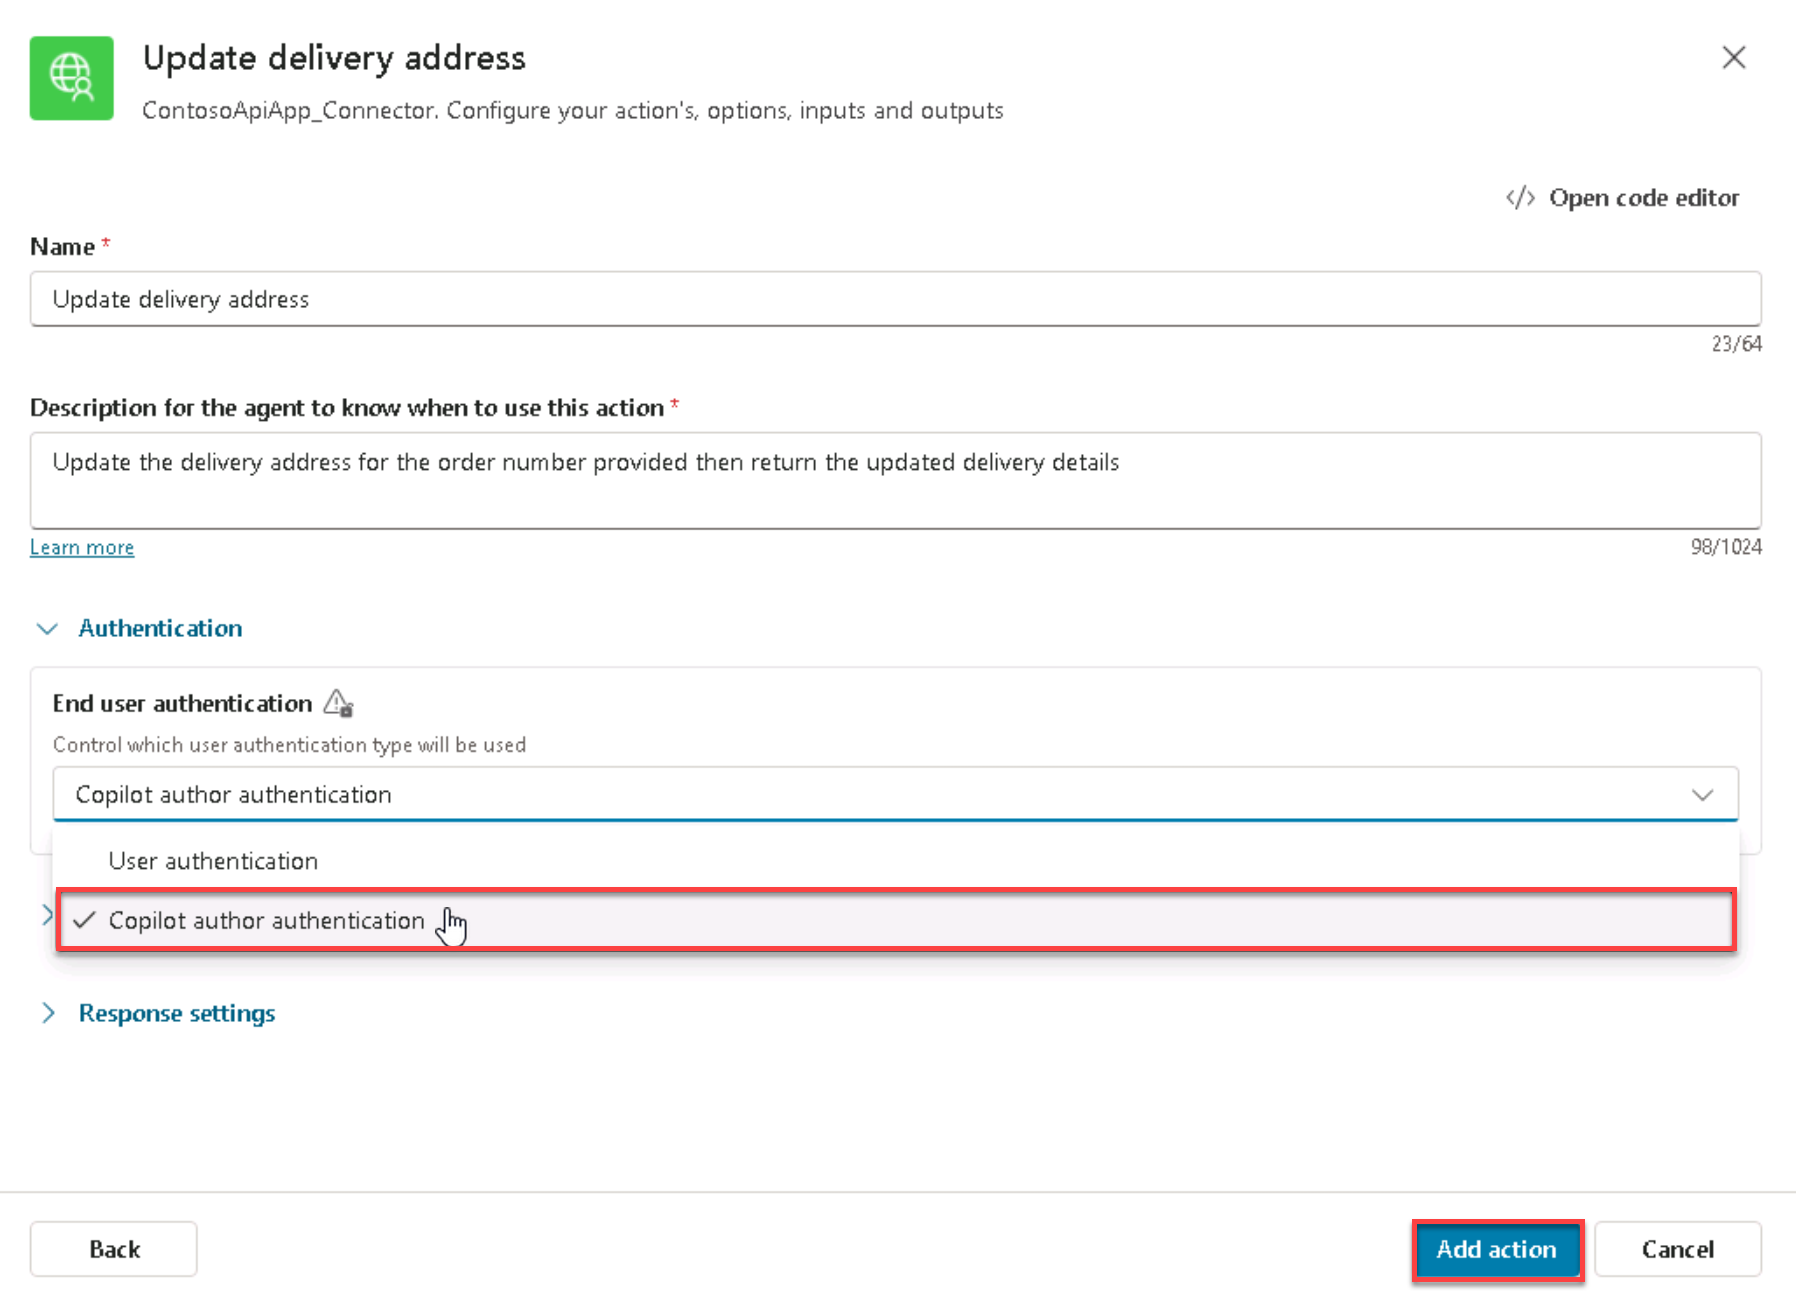 Update delivery address
ContosoApiApp_Connector. Configure your action's, options, inputs and outputs
</> Open code editor
Name *
Update delivery address
23/64
Description for the agent to know when to use this action *
Update the delivery address for the order number provided then return the updated delivery details
Learn more
98/1024
Authentication
End user authentication
Control which user authentication type will be used
Copilot author authentication
User authentication
Copilot author authentication
Response settings
Back
Add action
Cancel